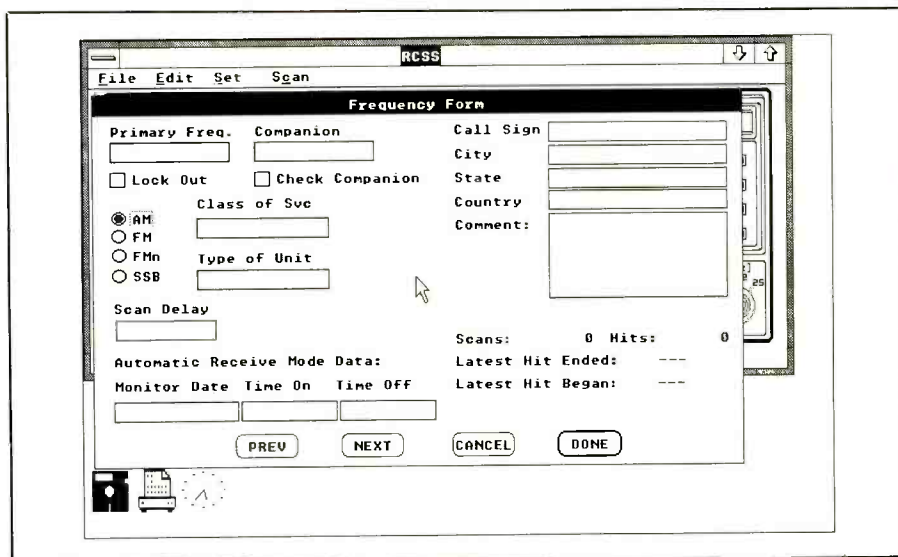 RCSS
File Edit Set Scan
Frequency Form
Primary Freq. Companion
Lock Out Check Companion
AM
FM
FMn
SSB
Class of Svc
Type of Unit
Scan Delay
Automatic Receive Mode Data:
Monitor Date Time On Time Off
Call Sign
City
State
Country
Comment:
Scans: 0 Hits: 0
Latest Hit Ended: ---
Latest Hit Began: ---
PREV NEXT CANCEL DONE
25